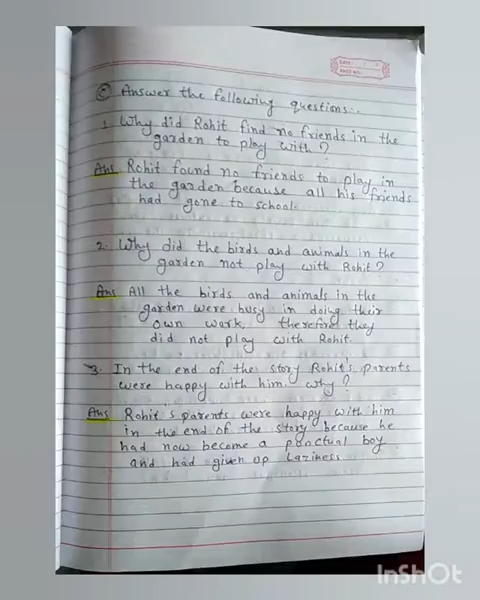 DATE: / /
PAGE NO.:
© Answer the following questions:-
1. Why did Rohit find no friends in the
garden to play with?
Ans Rohit found no friends to play in
the garden because all his friends
had gone to school.
2. Why did the birds and animals in the
garden not play with Rohit?
Ans All the birds and animals in the
garden were busy in doing their
own work, therefore they
did not play with Rohit.
3. In the end of the story Rohit's parents
were happy with him. Why?
Ans Rohit's parents were happy with him
in the end of the story because he
had now become a punctual boy
and had given up laziness
InShOt